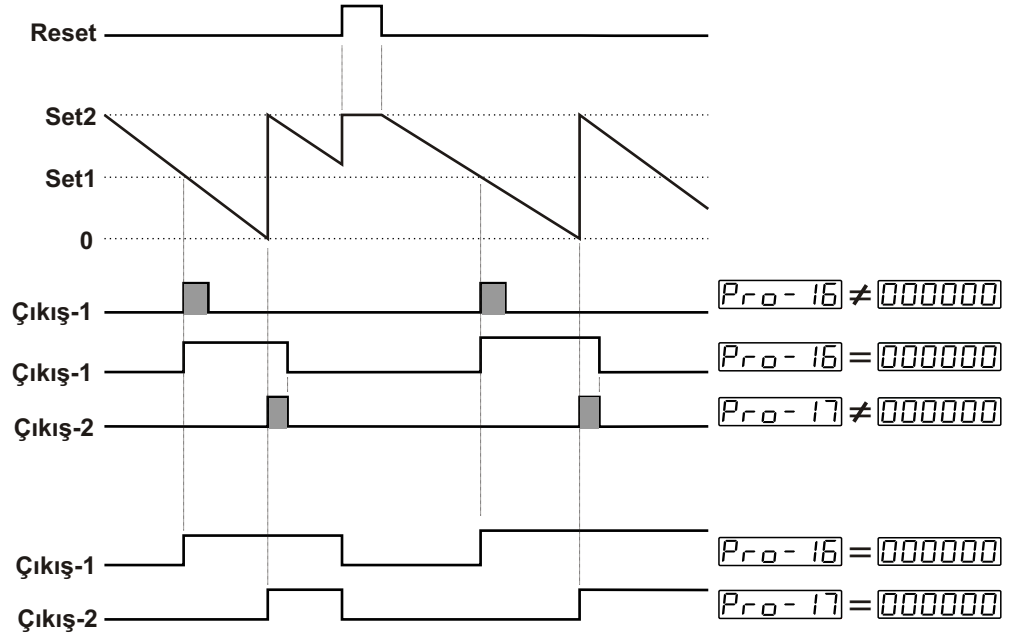 Reset
Set2
Set1
0
Çıkış-1 Pro-16 ≠ 000000
Çıkış-1 Pro-16 = 000000
Çıkış-2 Pro-17 ≠ 000000
Çıkış-1 Pro-16 = 000000
Çıkış-2 Pro-17 = 000000